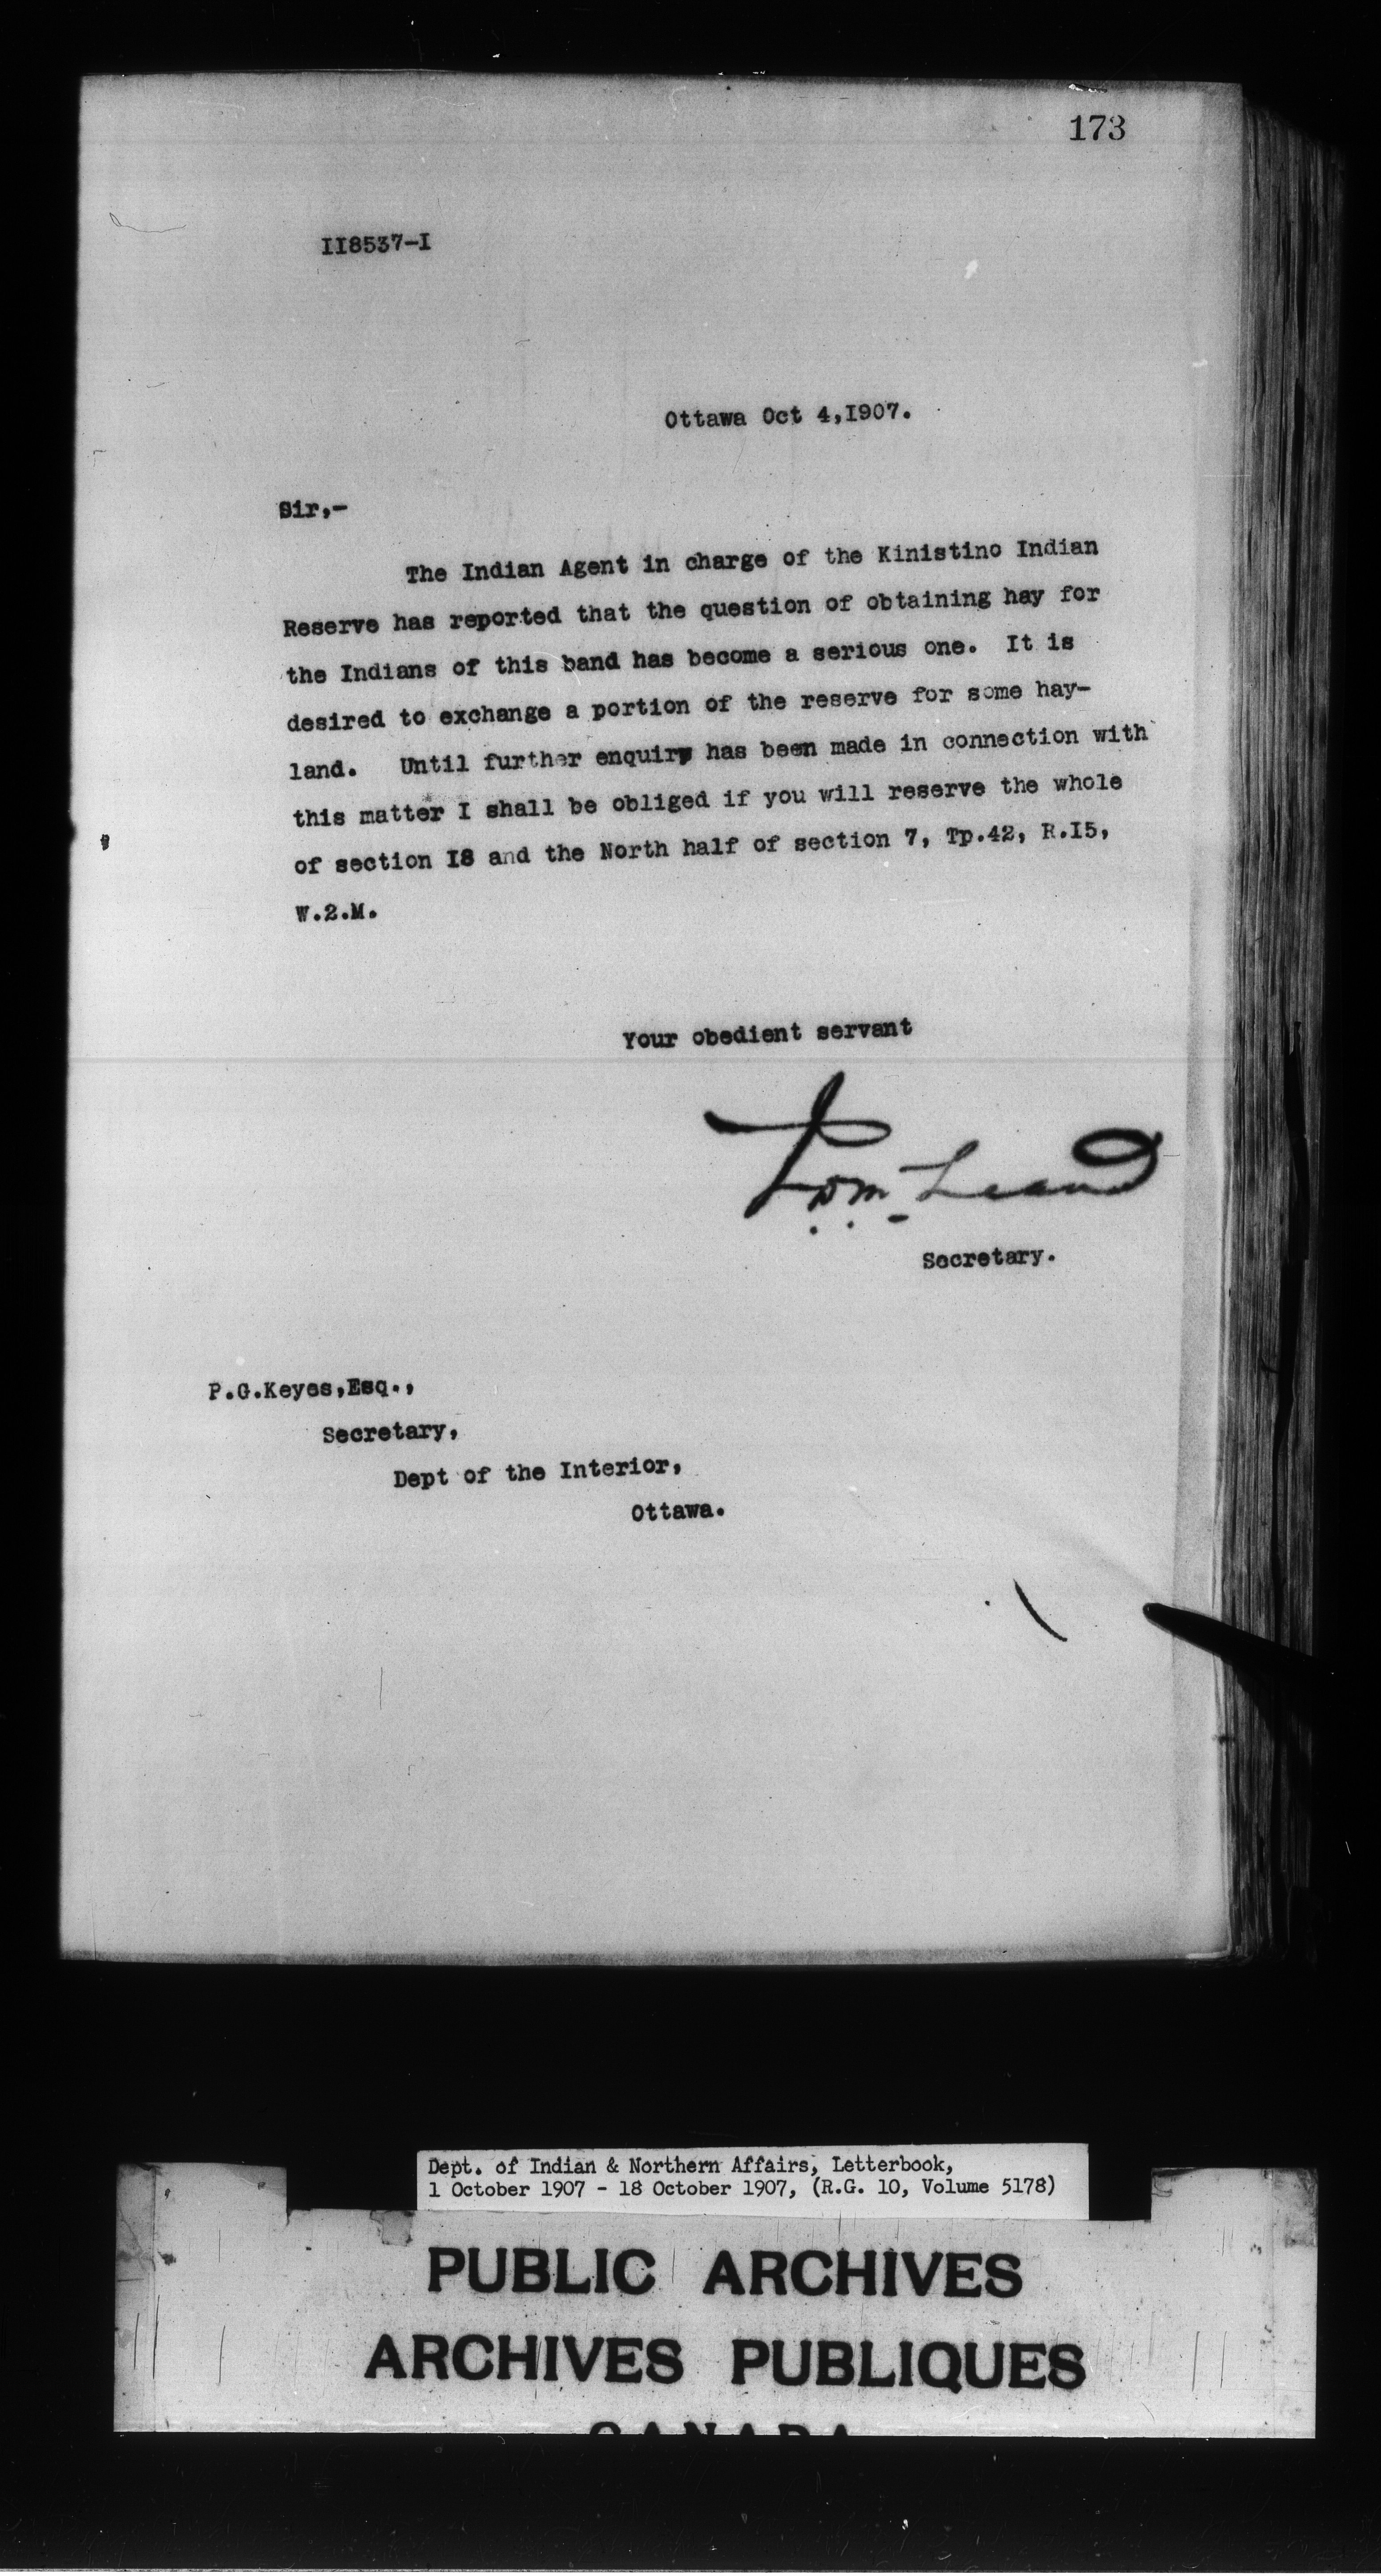 173
II8537-I
Ottawa Oct 4,I907.
Sir,-
The Indian Agent in charge of the Kinistino Indian
Reserve has reported that the question of obtaining hay for
the Indians of this band has become a serious one. It is
desired to exchange a portion of the reserve for some hay-
land. Until further enquiry has been made in connection with
this matter I shall be obliged if you will reserve the whole
of section I8 and the North half of section 7, Tp.42, R.I5,
W.2.M.
Your obedient servant
Secretary.
P.G.Keyes,Esq.,
Secretary,
Dept of the Interior,
Ottawa.
Dept. of Indian & Northern Affairs, Letterbook,
1 October 1907 - 18 October 1907, (R.G. 10, Volume 5178)
PUBLIC ARCHIVES
ARCHIVES PUBLIQUES
CANADA